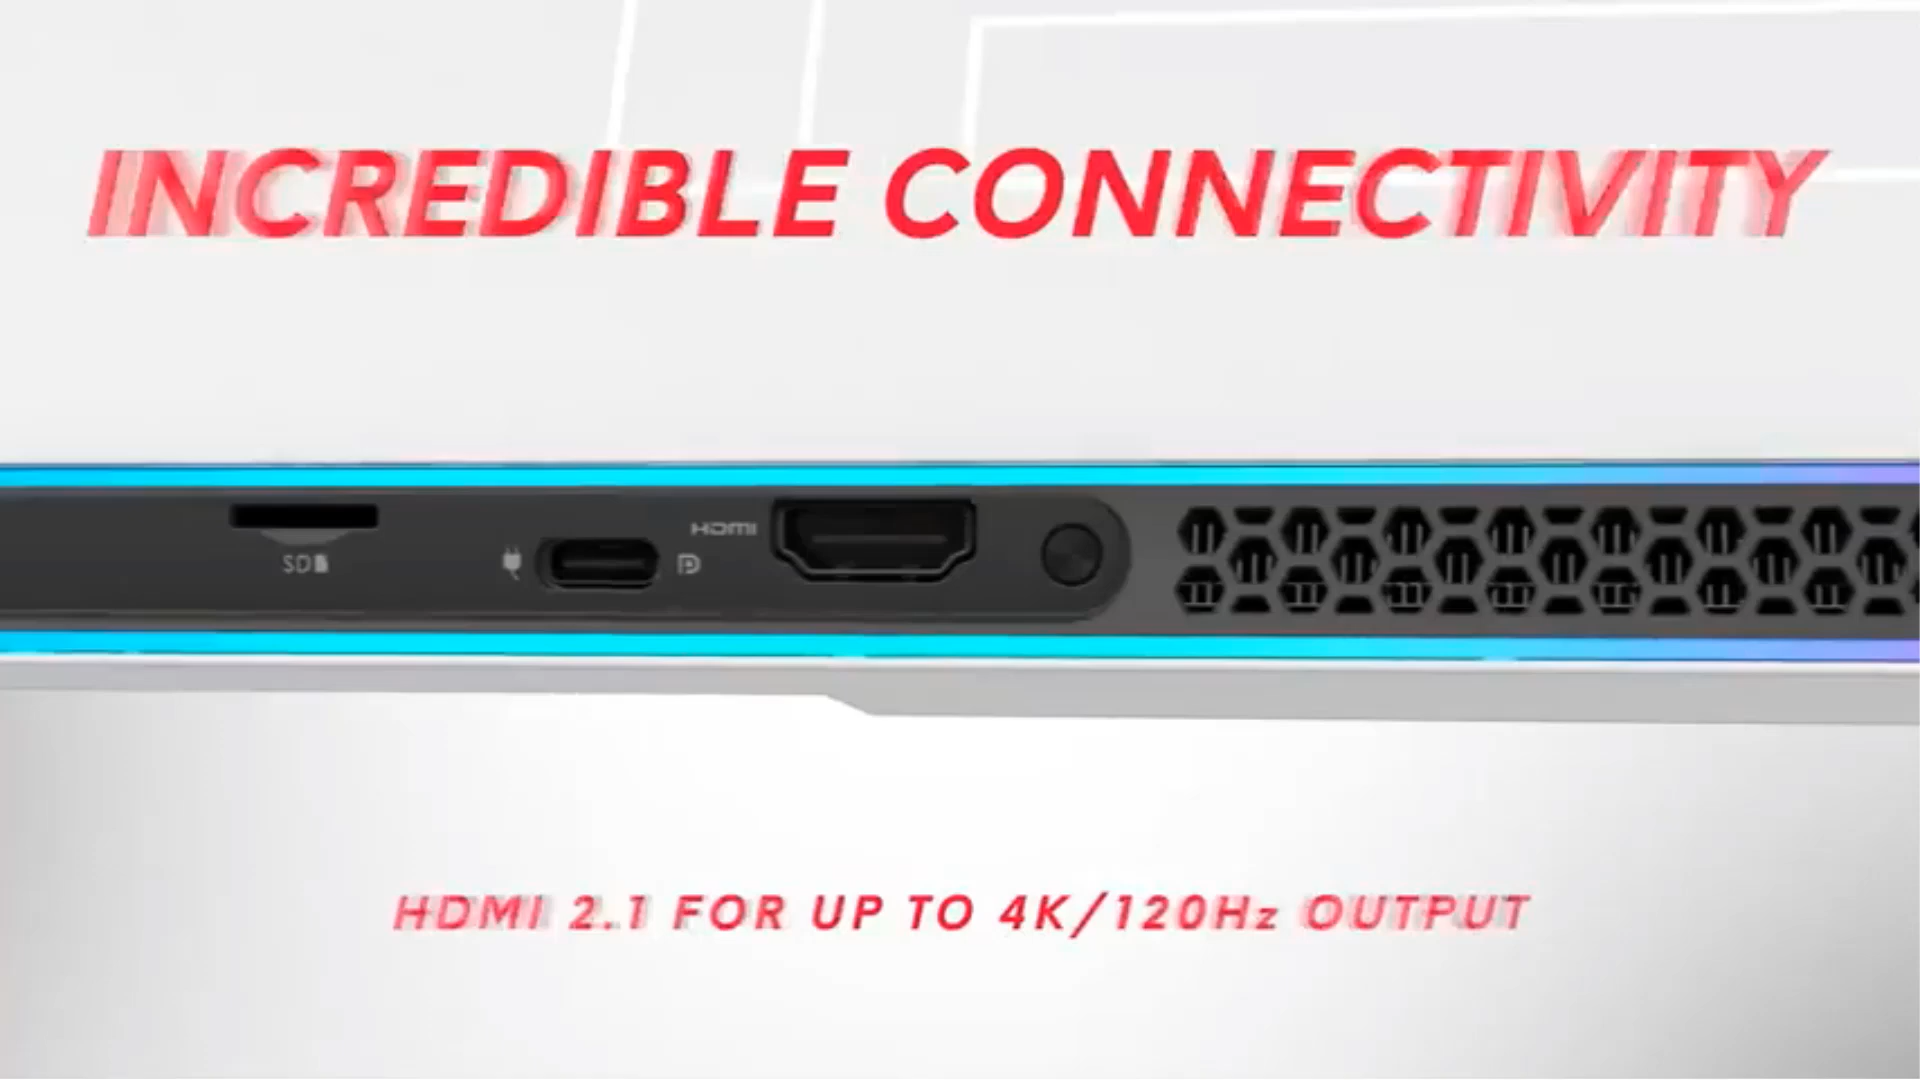 INCREDIBLE CONNECTIVITY
HDMI
SD
HDMI 2.1 FOR UP TO 4K/120Hz OUTPUT